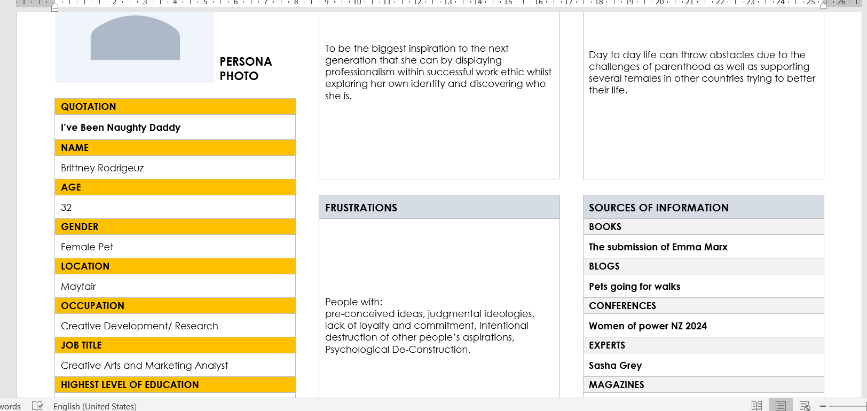 PERSONA
PHOTO
QUOTATION
I've Been Naughty Daddy
NAME
Brittney Rodrigeuz
AGE
32
GENDER
Female Pet
LOCATION
Mayfair
OCCUPATION
Creative Development/ Research
JOB TITLE
Creative Arts and Marketing Analyst
HIGHEST LEVEL OF EDUCATION
To be the biggest inspiration to the next
generation that she can by displaying
professionalism within successful work ethic whilst
exploring her own identity and discovering who
she is.
FRUSTRATIONS
People with:
pre-conceived ideas, judgmental ideologies,
lack of loyalty and commitment, Intentional
destruction of other people's aspirations,
Psychological De-Construction.
Day to day life can throw obstacles due to the
challenges of parenthood as well as supporting
several females in other countries trying to better
their life.
SOURCES OF INFORMATION
BOOKS
The submission of Emma Marx
BLOGS
Pets going for walks
CONFERENCES
Women of power NZ 2024
EXPERTS
Sasha Grey
MAGAZINES
words
English (United States)